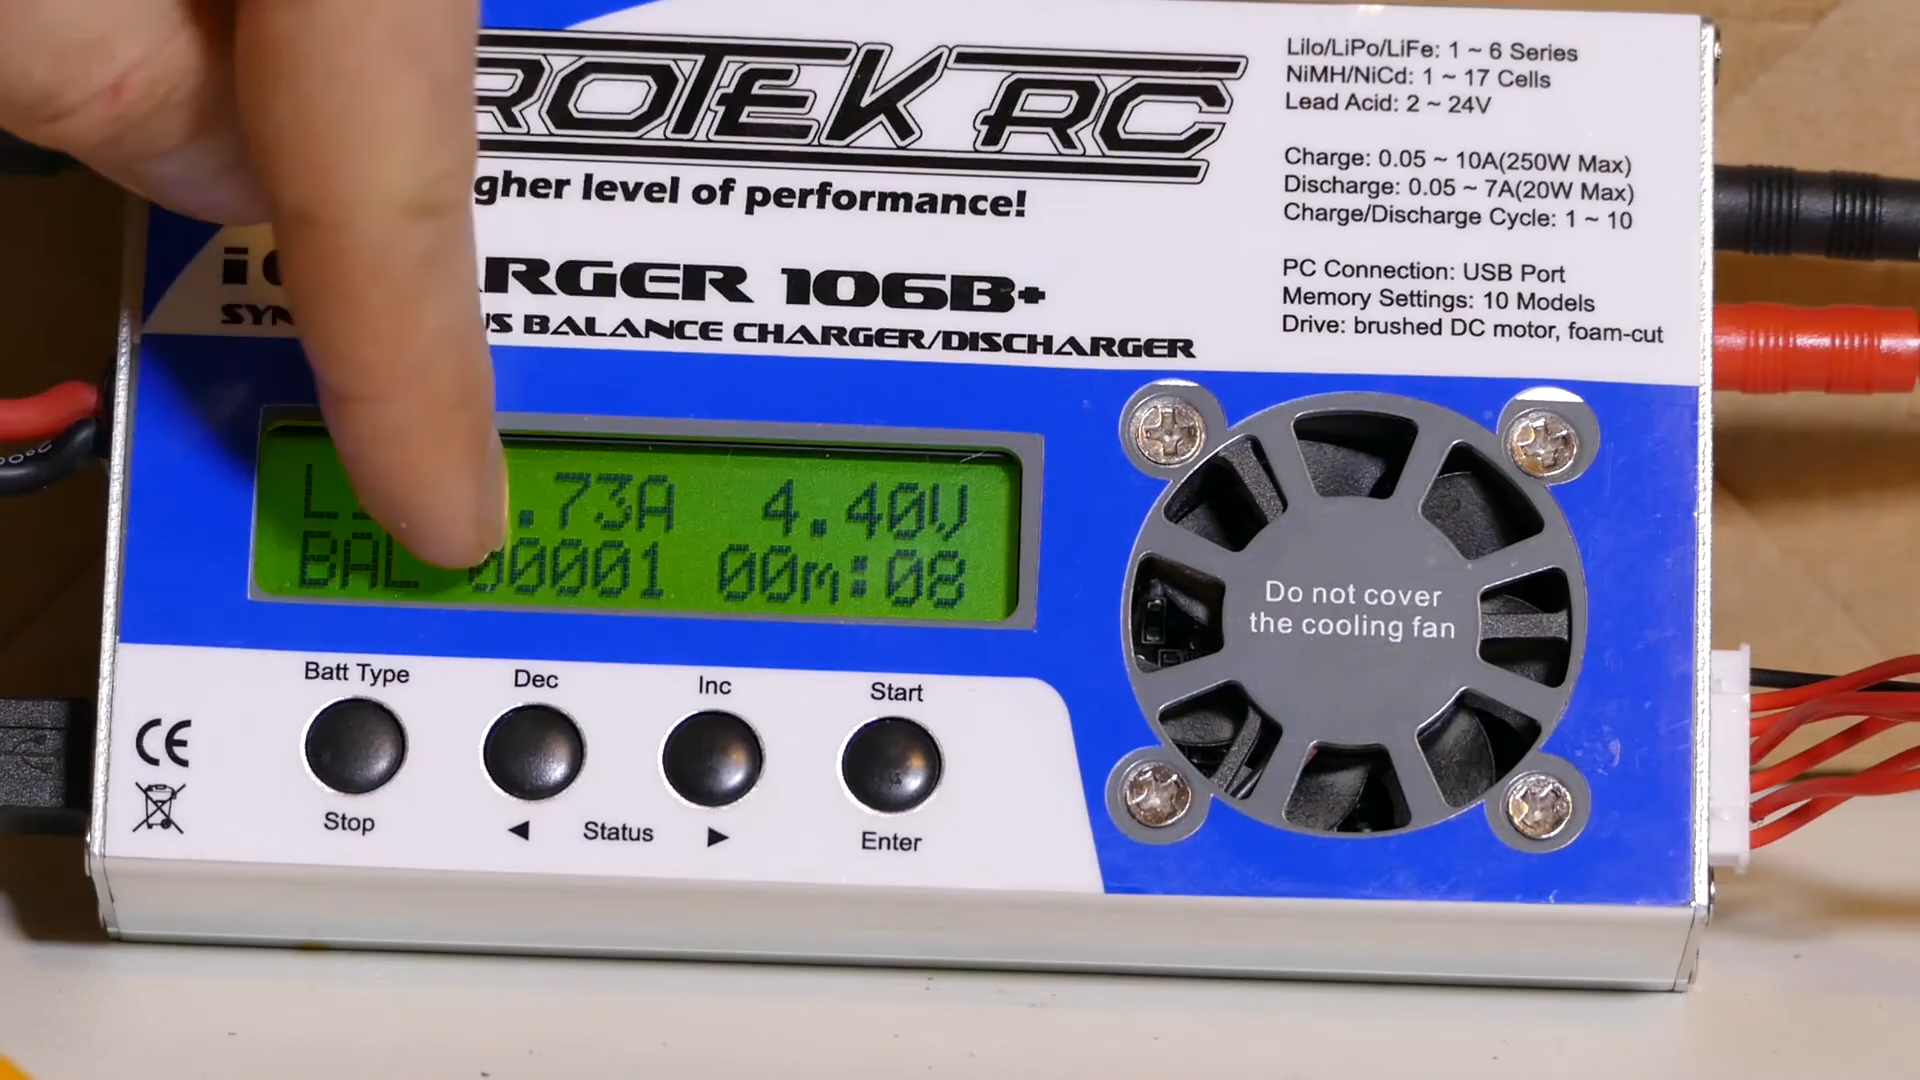 ROTEK RC
gher level of performance!
RGER 106B+
SYN US BALANCE CHARGER/DISCHARGER
LiIo/LiPo/LiFe: 1 ~ 6 Series
NiMH/NiCd: 1 ~ 17 Cells
Lead Acid: 2 ~ 24V
Charge: 0.05 ~ 10A(250W Max)
Discharge: 0.05 ~ 7A(20W Max)
Charge/Discharge Cycle: 1 ~ 10
PC Connection: USB Port
Memory Settings: 10 Models
Drive: brushed DC motor, foam-cut
.73A 4.40V
BAL 00001 00m:08
Do not cover
the cooling fan
Batt Type Dec Inc Start
Stop ◀ Status ▶ Enter
CE